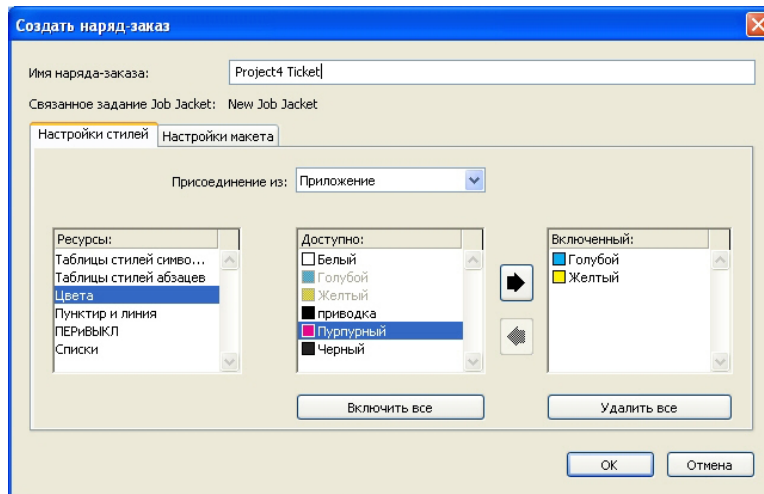 Создать наряд-заказ
Имя наряда-заказа: Project4 Ticket
Связанное задание Job Jacket: New Job Jacket
Настройки стилей Настройки макета
Присоединение из: Приложение
Ресурсы: Доступно: Включенный:
Таблицы стилей симво... Белый Голубой
Таблицы стилей абзацев Голубой Желтый
Цвета Желтый
Пунктир и линия приводка
ПЕРиВЫКЛ Пурпурный
Списки Черный
Включить все Удалить все
OK Отмена